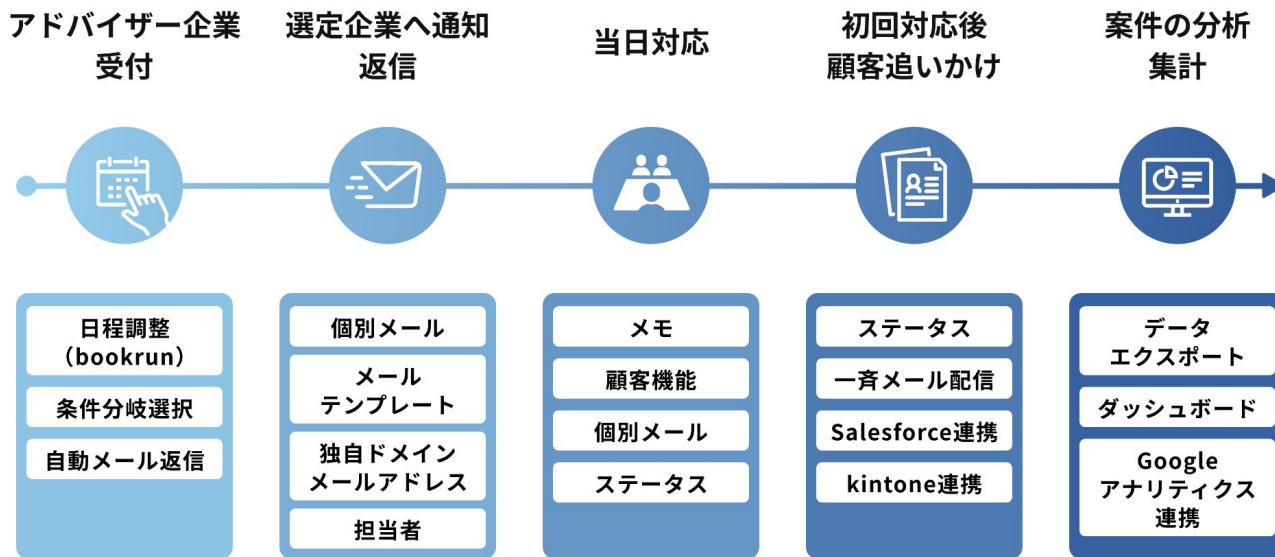 アドバイザー企業
受付
選定企業へ通知
返信
当日対応
初回対応後
顧客追いかけ
案件の分析
集計
日程調整
（bookrun）
条件分岐選択
自動メール返信
個別メール
メール
テンプレート
独自ドメイン
メールアドレス
担当者
メモ
顧客機能
個別メール
ステータス
ステータス
一斉メール配信
Salesforce連携
kintone連携
データ
エクスポート
ダッシュボード
Google
アナリティクス
連携